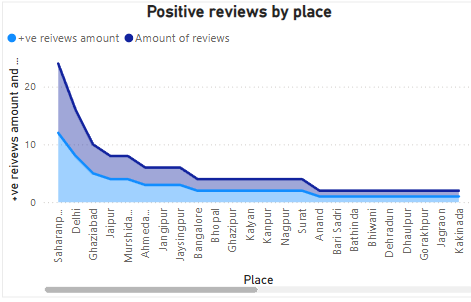 Positive reviews by place
+ve reivews amount
Amount of reviews
+ve reivews amount and ...
20
10
0
Saharanp...
Delhi
Ghaziabad
Jaipur
Murshida...
Ahmeda...
Jangipur
Jaysingpur
Bangalore
Bhopal
Ghazipur
Kalyan
Kanpur
Nagpur
Surat
Anand
Bari Sadri
Bathinda
Bhiwani
Dehradun
Dhaulpur
Gorakhpur
Jagraon
Kakinada
Place